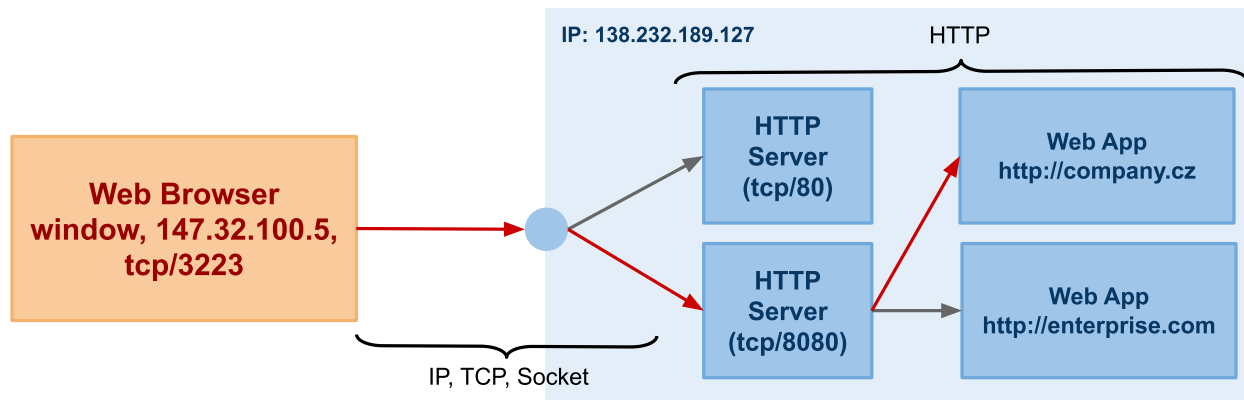 IP: 138.232.189.127
HTTP
Web Browser
window, 147.32.100.5,
tcp/3223
HTTP
Server
(tcp/80)
Web App
http://company.cz
HTTP
Server
(tcp/8080)
Web App
http://enterprise.com
IP, TCP, Socket